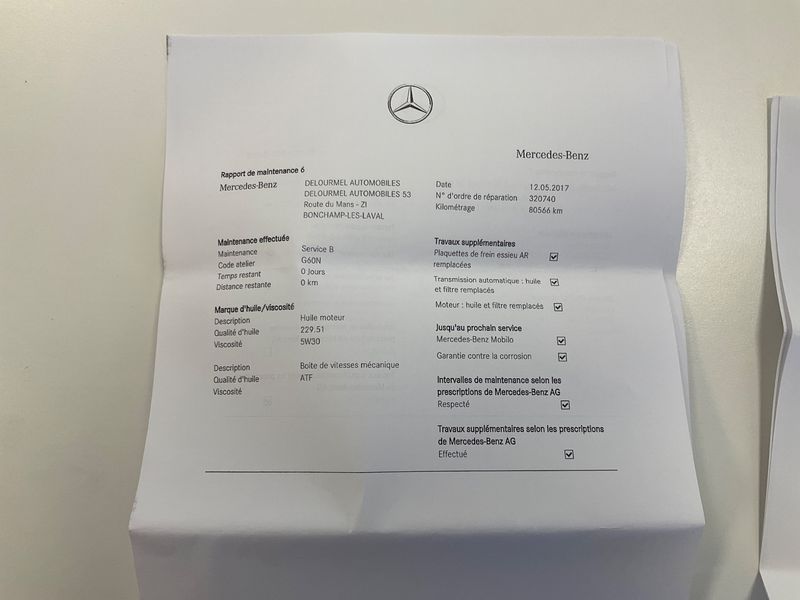 Mercedes-Benz
Rapport de maintenance 6
Mercedes-Benz
DELOURMEL AUTOMOBILES
DELOURMEL AUTOMOBILES 53
Route du Mans - ZI
BONCHAMP-LES-LAVAL
Date 12.05.2017
N° d'ordre de réparation 320740
Kilométrage 80566 km
Maintenance effectuée
Maintenance Service B
Code atelier G60N
Temps restant 0 Jours
Distance restante 0 km
Marque d'huile/viscosité
Description Huile moteur
Qualité d'huile 229.51
Viscosité 5W30
Description Boite de vitesses mécanique
Qualité d'huile ATF
Viscosité
Travaux supplémentaires
Plaquettes de frein essieu AR
remplacées
Transmission automatique : huile
et filtre remplacés
Moteur : huile et filtre remplacés
Jusqu'au prochain service
Mercedes-Benz Mobilo
Garantie contre la corrosion
Intervalles de maintenance selon les
prescriptions de Mercedes-Benz AG
Respecté
Travaux supplémentaires selon les prescriptions
de Mercedes-Benz AG
Effectué